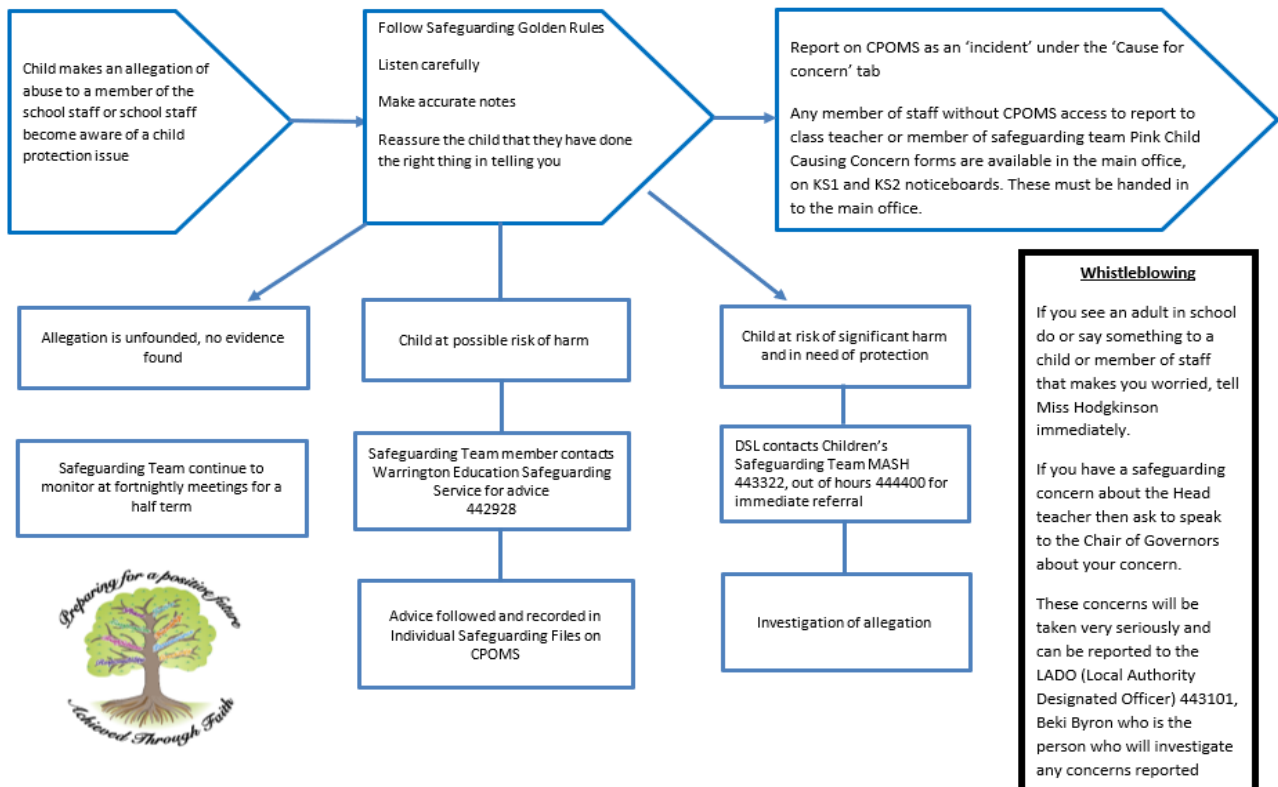 Child makes an allegation of
abuse to a member of the
school staff or school staff
become aware of a child
protection issue
Follow Safeguarding Golden Rules
Listen carefully
Make accurate notes
Reassure the child that they have done
the right thing in telling you
Report on CPOMS as an ‘incident’ under the ‘Cause for
concern’ tab
Any member of staff without CPOMS access to report to
class teacher or member of safeguarding team Pink Child
Causing Concern forms are available in the main office,
on KS1 and KS2 noticeboards. These must be handed in
to the main office.
Allegation is unfounded, no evidence
found
Safeguarding Team continue to
monitor at fortnightly meetings for a
half term
Child at possible risk of harm
Safeguarding Team member contacts
Warrington Education Safeguarding
Service for advice
442928
Advice followed and recorded in
Individual Safeguarding Files on
CPOMS
Child at risk of significant harm
and in need of protection
DSL contacts Children’s
Safeguarding Team MASH
443322, out of hours 444400 for
immediate referral
Investigation of allegation
Whistleblowing
If you see an adult in school
do or say something to a
child or member of staff
that makes you worried, tell
Miss Hodgkinson
immediately.
If you have a safeguarding
concern about the Head
teacher then ask to speak
to the Chair of Governors
about your concern.
These concerns will be
taken very seriously and
can be reported to the
LADO (Local Authority
Designated Officer) 443101,
Beki Byron who is the
person who will investigate
any concerns reported
Preparing for a positive future
Achieved Through Faith